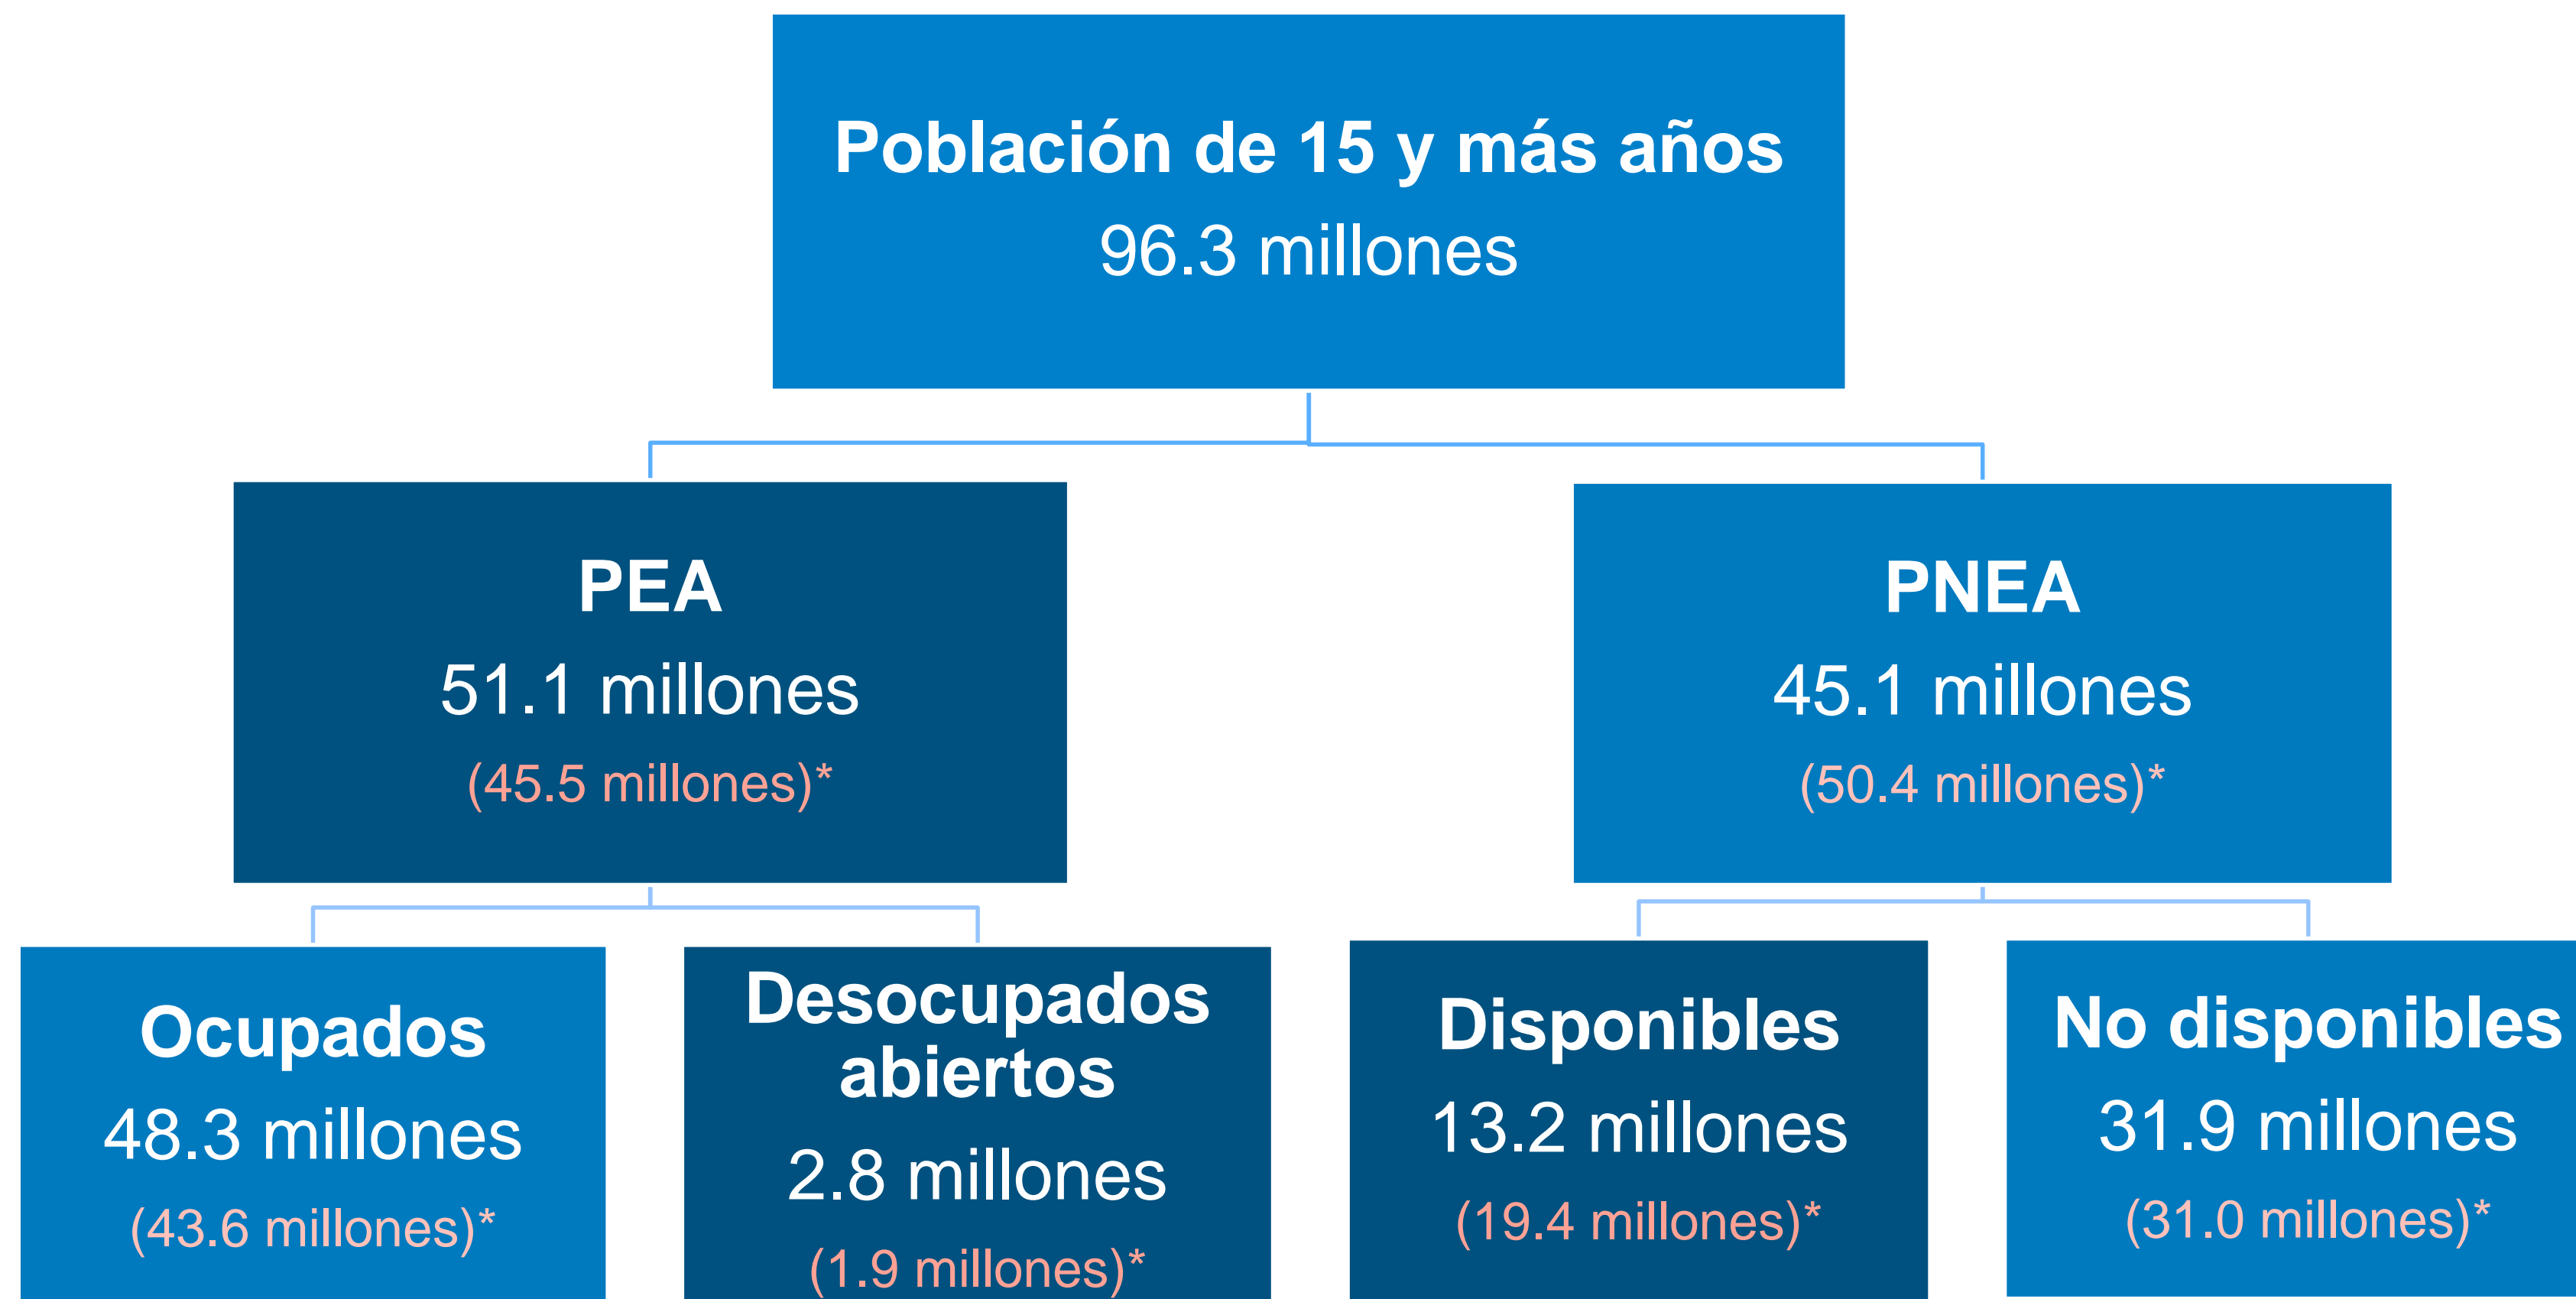 Población de 15 y más años
96.3 millones
PEA
51.1 millones
(45.5 millones)*
PNEA
45.1 millones
(50.4 millones)*
Ocupados
48.3 millones
(43.6 millones)*
Desocupados
abiertos
2.8 millones
(1.9 millones)*
Disponibles
13.2 millones
(19.4 millones)*
No disponibles
31.9 millones
(31.0 millones)*